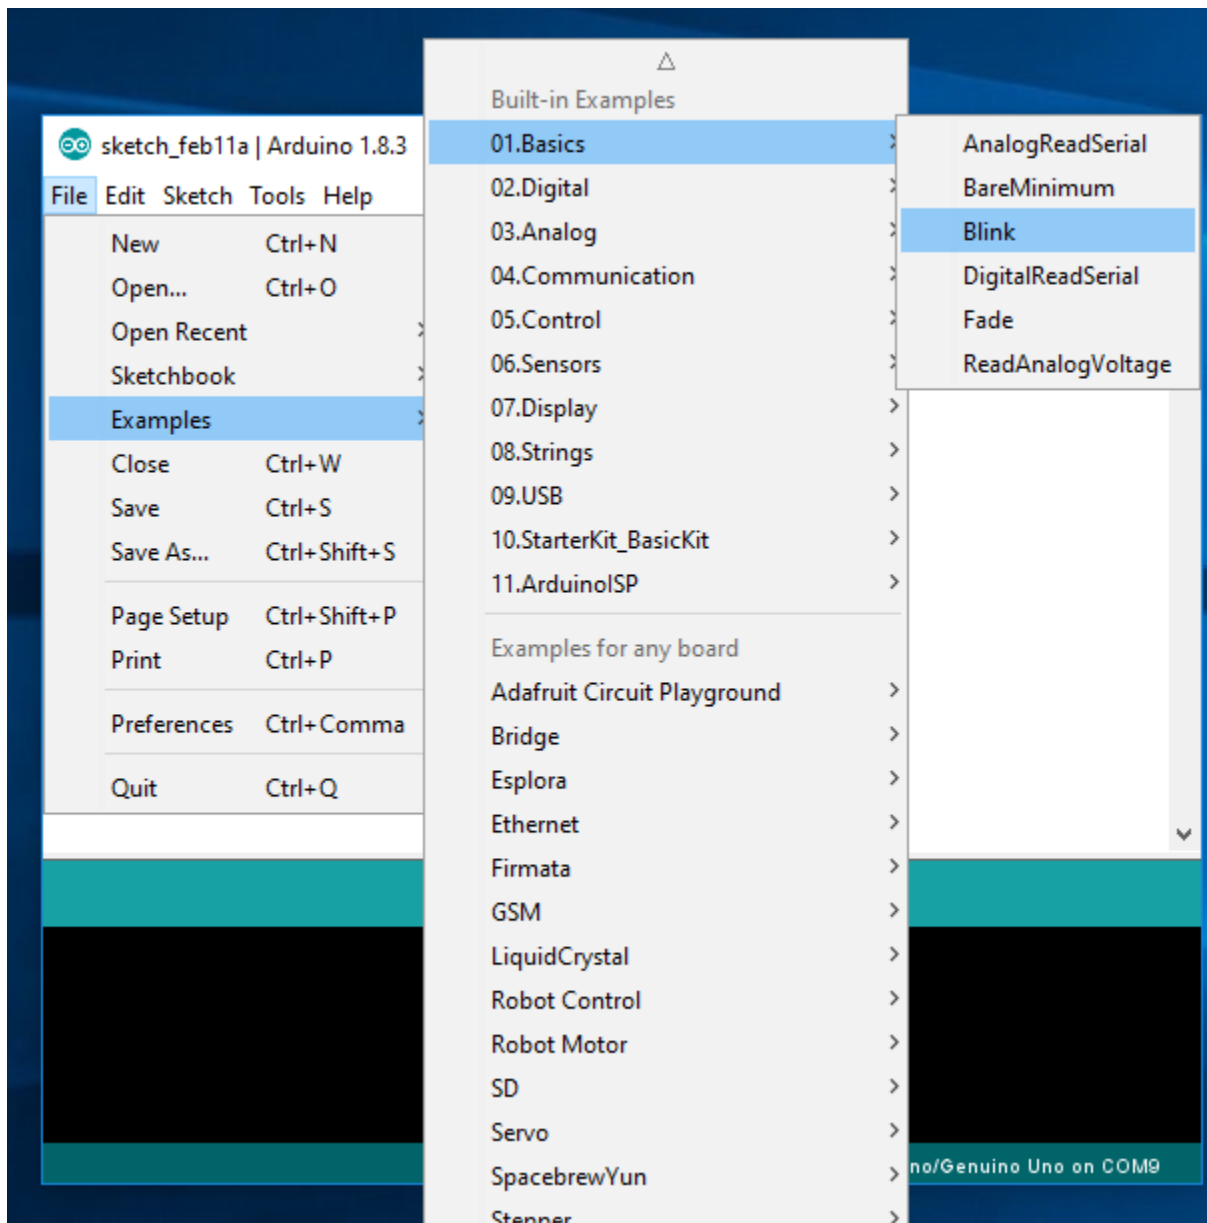 sketch_feb11a | Arduino 1.8.3
File Edit Sketch Tools Help
New Ctrl+N
Open... Ctrl+O
Open Recent
Sketchbook
Examples
Close Ctrl+W
Save Ctrl+S
Save As... Ctrl+Shift+S
Page Setup Ctrl+Shift+P
Print Ctrl+P
Preferences Ctrl+Comma
Quit Ctrl+Q
Built-in Examples
01.Basics
02.Digital
03.Analog
04.Communication
05.Control
06.Sensors
07.Display
08.Strings
09.USB
10.StarterKit_BasicKit
11.ArduinoISP
Examples for any board
Adafruit Circuit Playground
Bridge
Esplora
Ethernet
Firmata
GSM
LiquidCrystal
Robot Control
Robot Motor
SD
Servo
SpacebrewYun
Stepper
AnalogReadSerial
BareMinimum
Blink
DigitalReadSerial
Fade
ReadAnalogVoltage
no/Genuino Uno on COM9